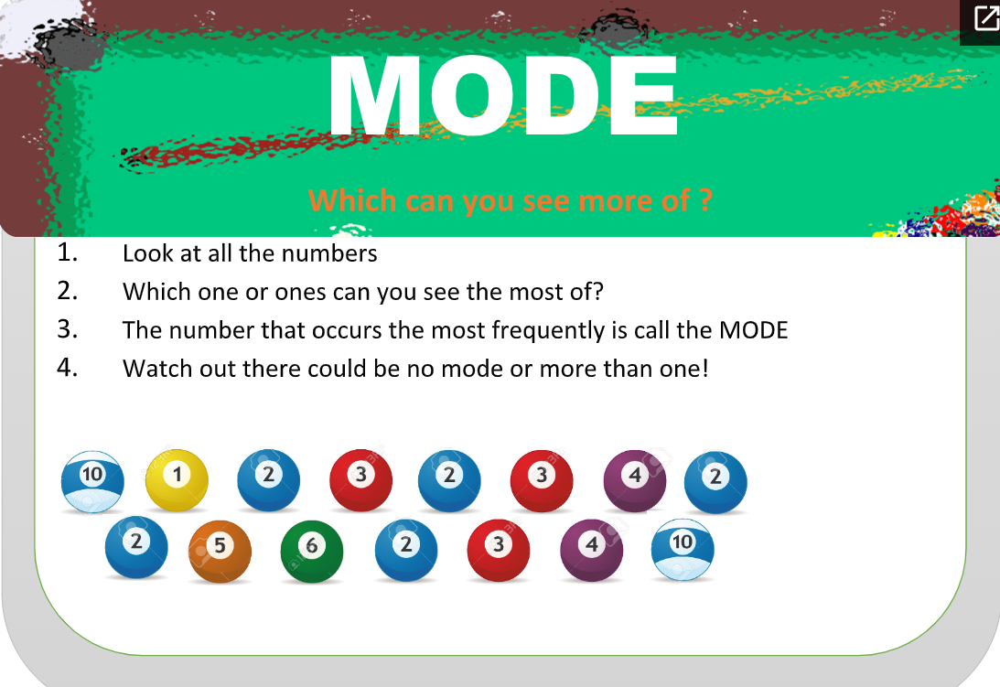 MODE
Which can you see more of ?
1. Look at all the numbers
2. Which one or ones can you see the most of?
3. The number that occurs the most frequently is call the MODE
4. Watch out there could be no mode or more than one!
10 1 2 3 2 3 4 2
2 5 6 2 3 4 10